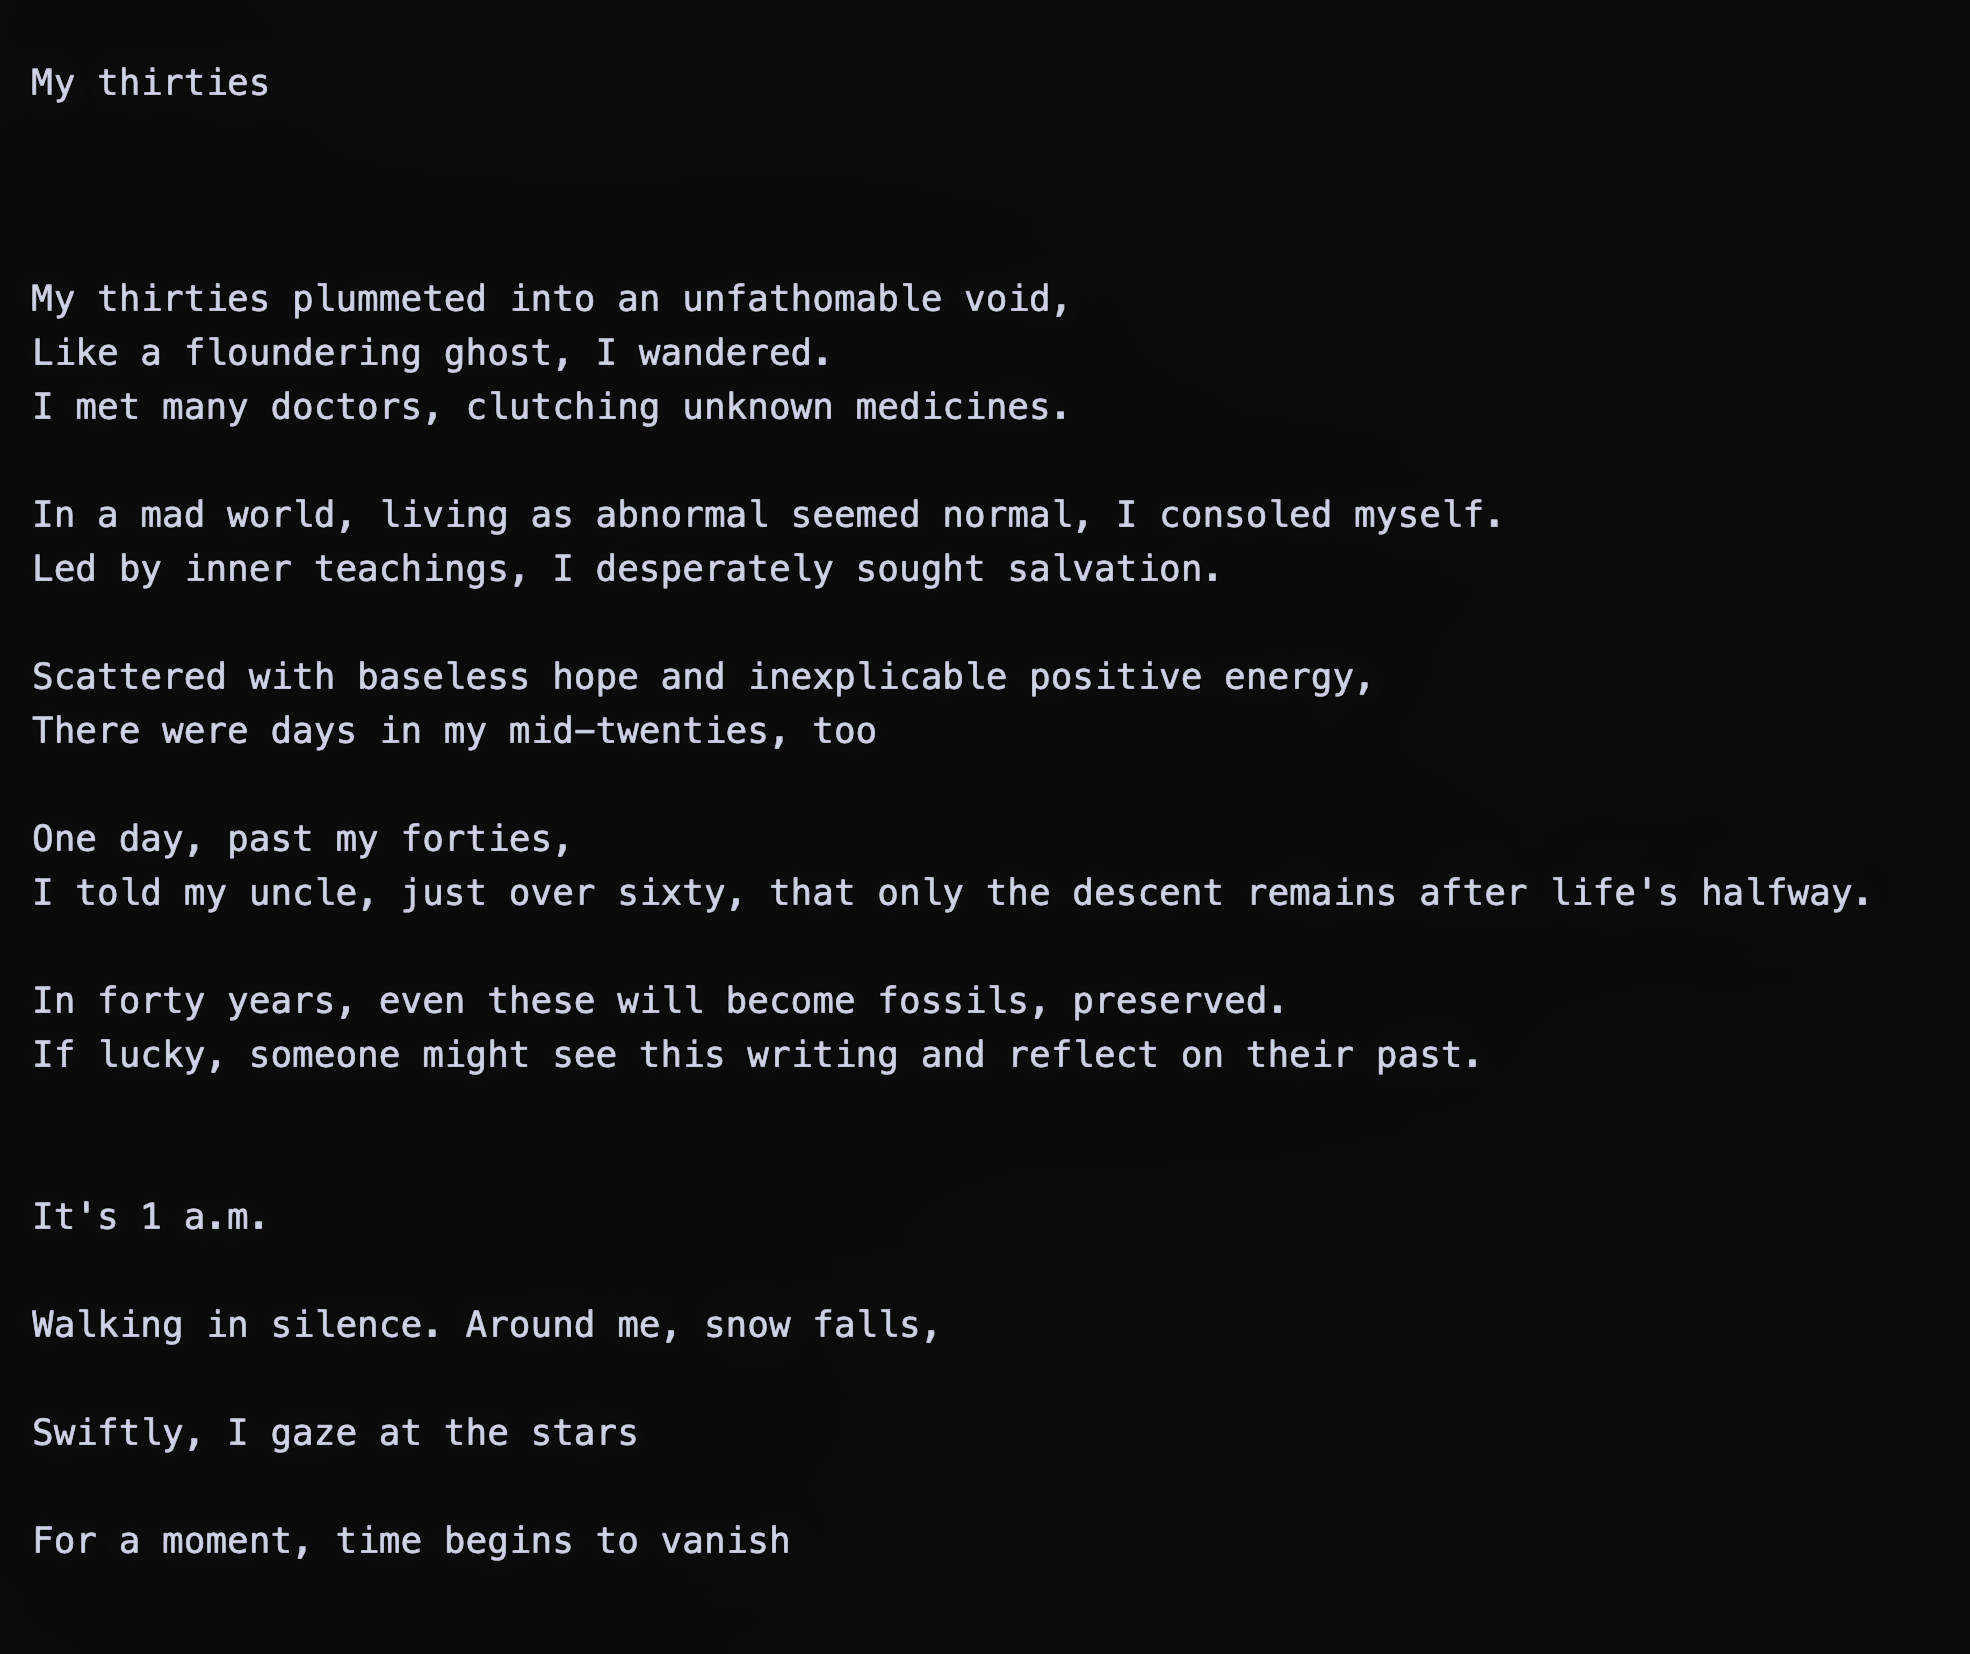 My thirties
My thirties plummeted into an unfathomable void,
Like a floundering ghost, I wandered.
I met many doctors, clutching unknown medicines.
In a mad world, living as abnormal seemed normal, I consoled myself.
Led by inner teachings, I desperately sought salvation.
Scattered with baseless hope and inexplicable positive energy,
There were days in my mid-twenties, too
One day, past my forties,
I told my uncle, just over sixty, that only the descent remains after life's halfway.
In forty years, even these will become fossils, preserved.
If lucky, someone might see this writing and reflect on their past.
It's 1 a.m.
Walking in silence. Around me, snow falls,
Swiftly, I gaze at the stars
For a moment, time begins to vanish